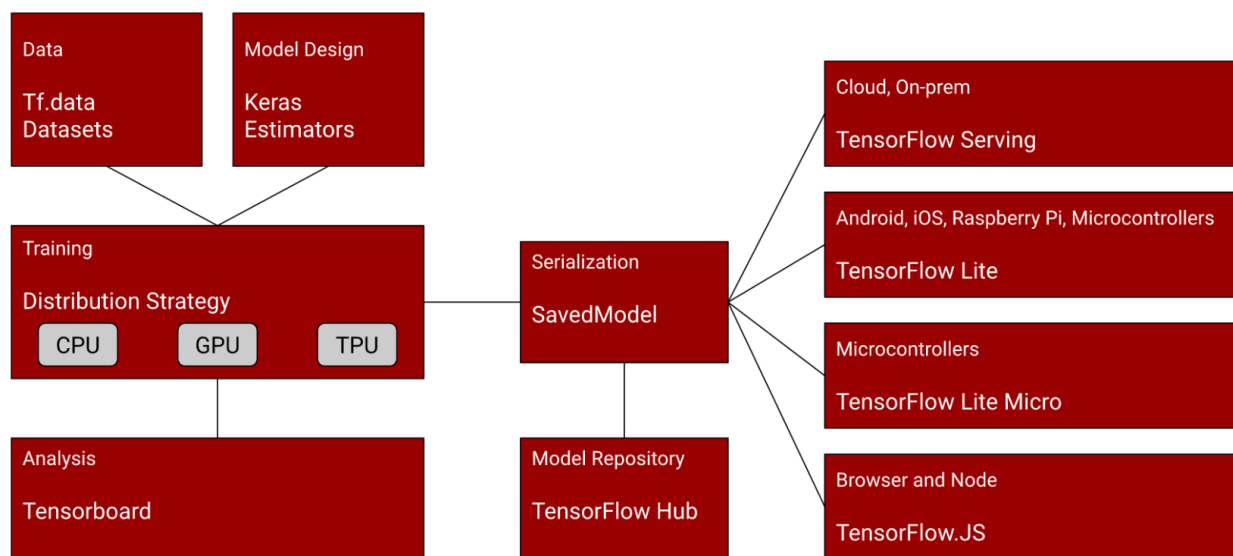 Data
Tf.data
Datasets
Model Design
Keras
Estimators
Training
Distribution Strategy
CPU
GPU
TPU
Analysis
Tensorboard
Serialization
SavedModel
Model Repository
TensorFlow Hub
Cloud, On-prem
TensorFlow Serving
Android, iOS, Raspberry Pi, Microcontrollers
TensorFlow Lite
Microcontrollers
TensorFlow Lite Micro
Browser and Node
TensorFlow.JS